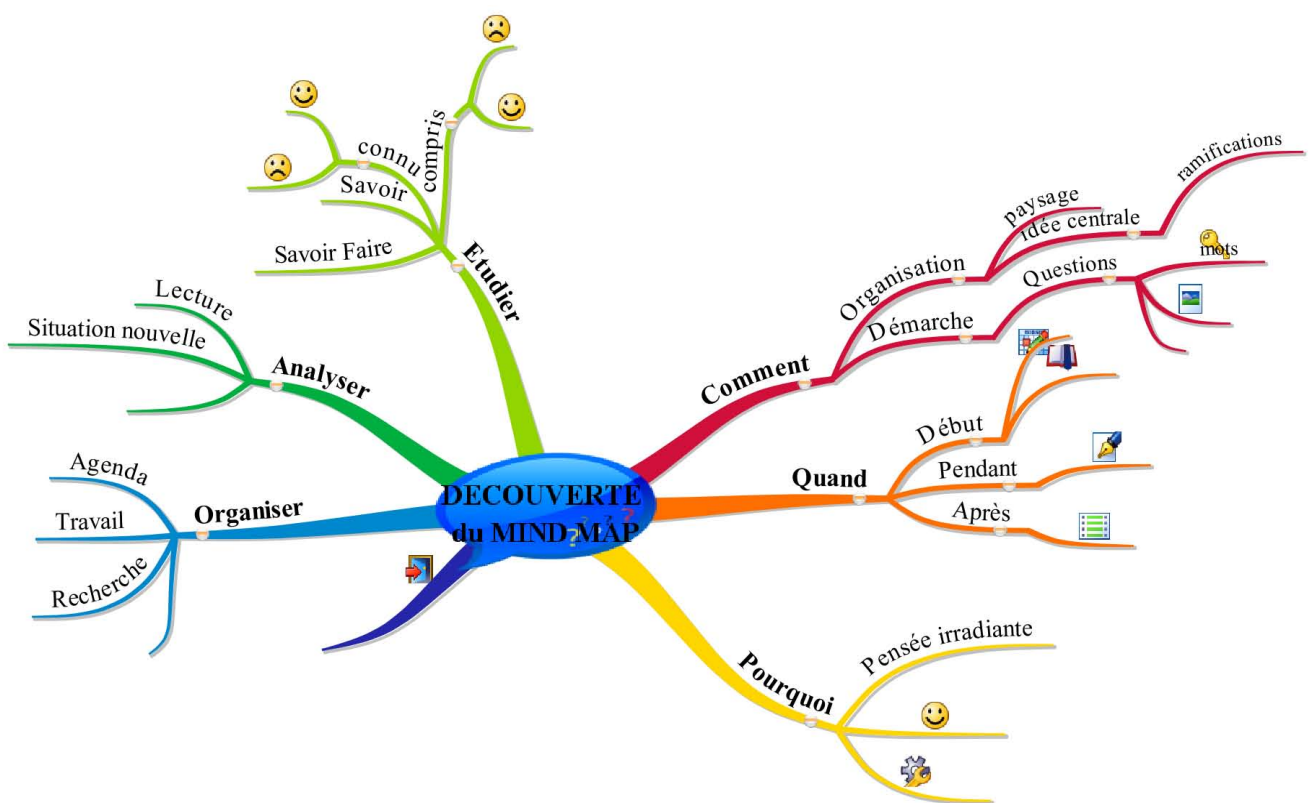 DECOUVERTE
du MIND MAP
Comment
Organisation
paysage
idée centrale
ramifications
Démarche
Questions
mots
Quand
Début
Pendant
Après
Pourquoi
Pensée irradiante
Organiser
Agenda
Travail
Recherche
Analyser
Lecture
Situation nouvelle
Etudier
compris
connu
Savoir
Savoir Faire